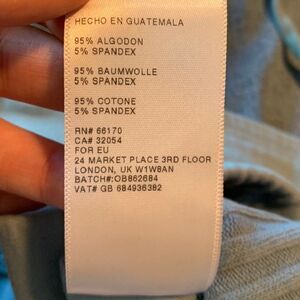 HECHO EN GUATEMALA
95% ALGODON
5% SPANDEX
95% BAUMWOLLE
5% SPANDEX
95% COTONE
5% SPANDEX
RN# 66170
CA# 32054
FOR EU
24 MARKET PLACE 3RD FLOOR
LONDON, UK W1W8AN
BATCH#:OB862684
VAT# GB 684936382